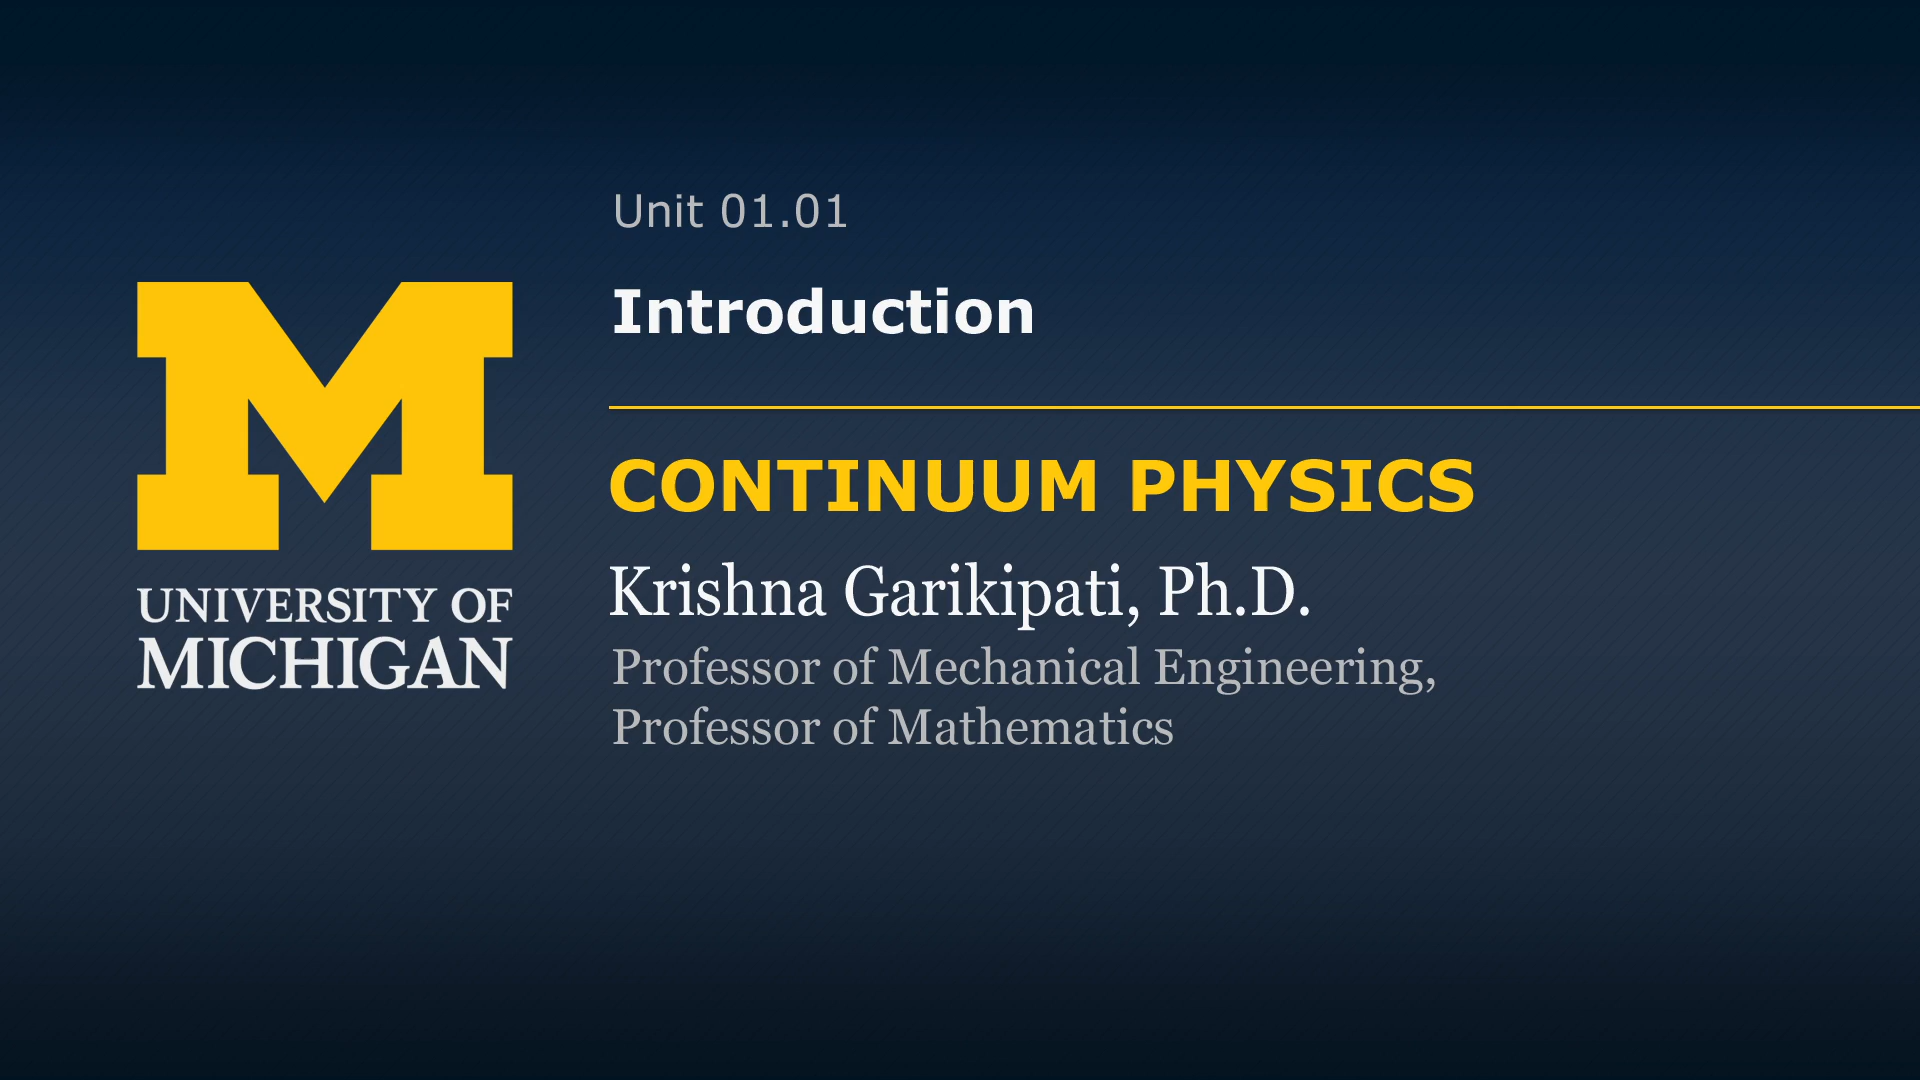 Unit 01.01
Introduction
M
UNIVERSITY OF
MICHIGAN
CONTINUUM PHYSICS
Krishna Garikipati, Ph.D.
Professor of Mechanical Engineering,
Professor of Mathematics